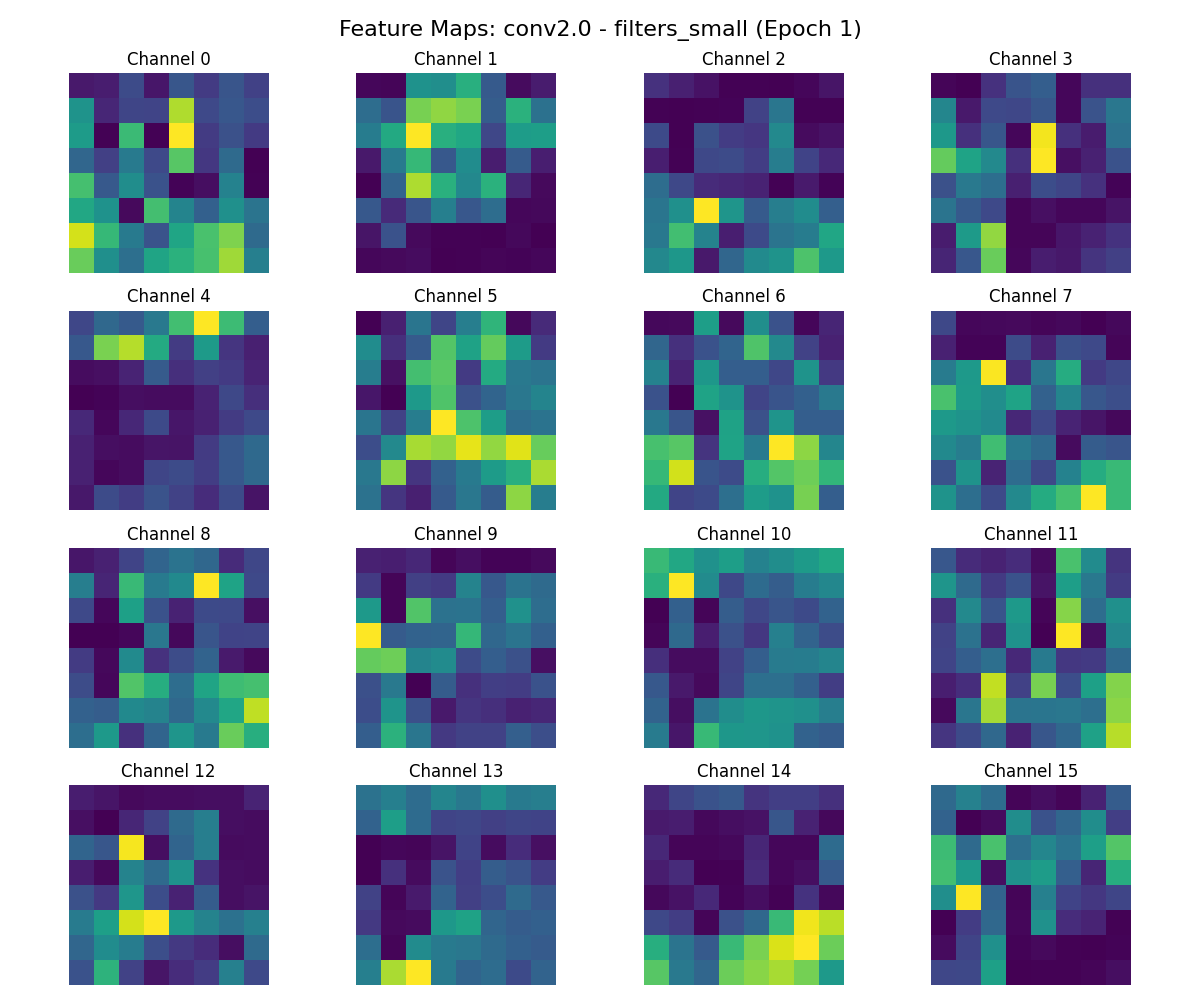 Feature Maps: conv2.0 - filters_small (Epoch 1)
Channel 0
Channel 1
Channel 2
Channel 3
Channel 4
Channel 5
Channel 6
Channel 7
Channel 8
Channel 9
Channel 10
Channel 11
Channel 12
Channel 13
Channel 14
Channel 15